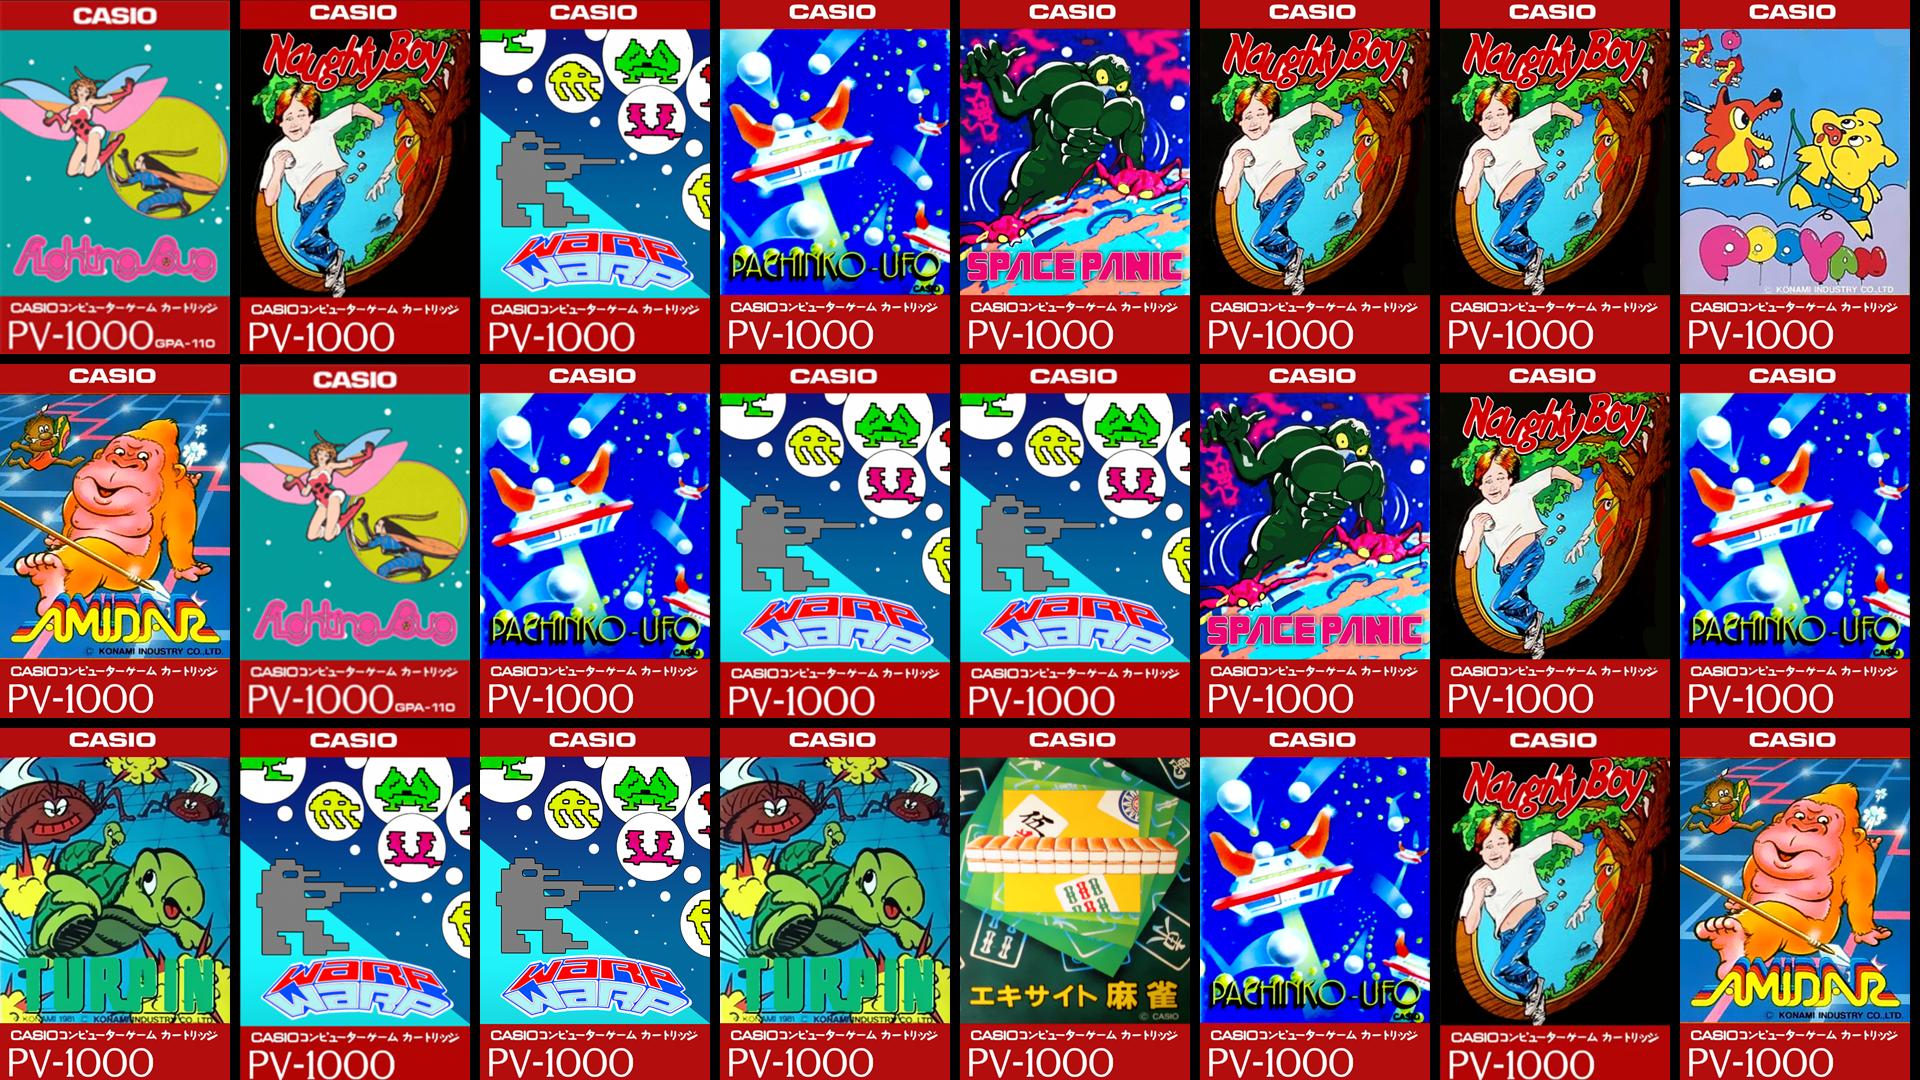 CASIO
Fighting Bug
CASIOコンピューターゲーム カートリッジ
PV-1000 GPA-110
CASIO
Naughty Boy
CASIOコンピューターゲーム カートリッジ
PV-1000
CASIO
WARP
WARP
CASIOコンピューターゲーム カートリッジ
PV-1000
CASIO
PACHINKO-UFO
CASIO
CASIOコンピューターゲーム カートリッジ
PV-1000
CASIO
SPACE PANIC
CASIOコンピューターゲーム カートリッジ
PV-1000
CASIO
Naughty Boy
CASIOコンピューターゲーム カートリッジ
PV-1000
CASIO
Naughty Boy
CASIOコンピューターゲーム カートリッジ
PV-1000
CASIO
POOYAN
© KONAMI INDUSTRY CO.,LTD.
CASIOコンピューターゲーム カートリッジ
PV-1000
CASIO
AMIDAR
© KONAMI INDUSTRY CO.,LTD.
CASIOコンピューターゲーム カートリッジ
PV-1000
CASIO
Fighting Bug
CASIOコンピューターゲーム カートリッジ
PV-1000 GPA-110
CASIO
PACHINKO-UFO
CASIO
CASIOコンピューターゲーム カートリッジ
PV-1000
CASIO
WARP
WARP
CASIOコンピューターゲーム カートリッジ
PV-1000
CASIO
WARP
WARP
CASIOコンピューターゲーム カートリッジ
PV-1000
CASIO
SPACE PANIC
CASIOコンピューターゲーム カートリッジ
PV-1000
CASIO
Naughty Boy
CASIOコンピューターゲーム カートリッジ
PV-1000
CASIO
PACHINKO-UFO
CASIO
CASIOコンピューターゲーム カートリッジ
PV-1000
CASIO
TURPIN
© KONAMI 1981 © KONAMI INDUSTRY CO.,LTD.
CASIOコンピューターゲーム カートリッジ
PV-1000
CASIO
WARP
WARP
CASIOコンピューターゲーム カートリッジ
PV-1000
CASIO
WARP
WARP
CASIOコンピューターゲーム カートリッジ
PV-1000
CASIO
TURPIN
© KONAMI 1981 © KONAMI INDUSTRY CO.,LTD.
CASIOコンピューターゲーム カートリッジ
PV-1000
CASIO
伍
エキサイト 麻雀
© CASIO
CASIOコンピューターゲーム カートリッジ
PV-1000
CASIO
PACHINKO-UFO
CASIO
CASIOコンピューターゲーム カートリッジ
PV-1000
CASIO
Naughty Boy
CASIOコンピューターゲーム カートリッジ
PV-1000
CASIO
AMIDAR
© KONAMI INDUSTRY CO.,LTD.
CASIOコンピューターゲーム カートリッジ
PV-1000